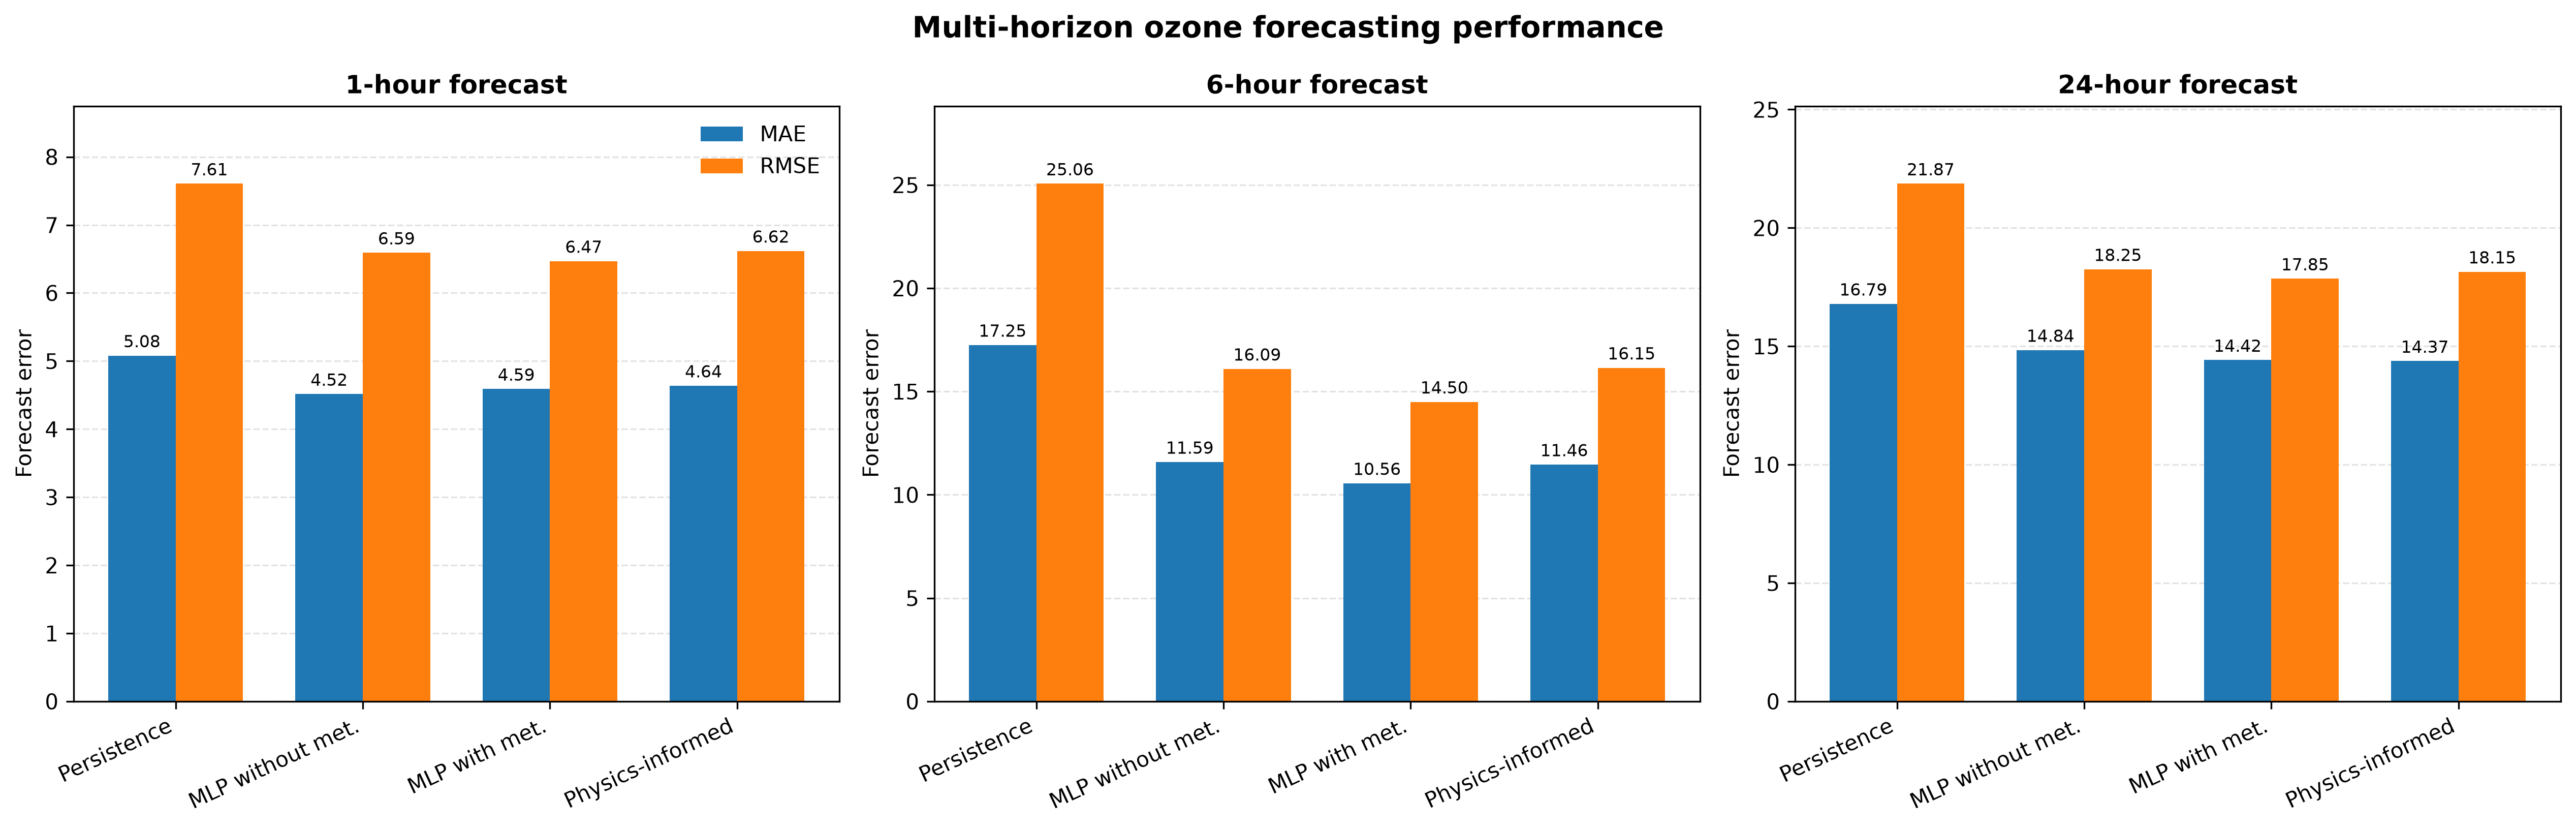 Multi-horizon ozone forecasting performance
1-hour forecast
Forecast error
8
7
6
5
4
3
2
1
0
MAE
RMSE
7.61
6.59
6.47
6.62
5.08
4.52
4.59
4.64
Persistence
MLP without met.
MLP with met.
Physics-informed
6-hour forecast
Forecast error
25
20
15
10
5
0
25.06
17.25
16.09
14.50
16.15
11.59
10.56
11.46
Persistence
MLP without met.
MLP with met.
Physics-informed
24-hour forecast
Forecast error
25
20
15
10
5
0
21.87
16.79
18.25
17.85
18.15
14.84
14.42
14.37
Persistence
MLP without met.
MLP with met.
Physics-informed